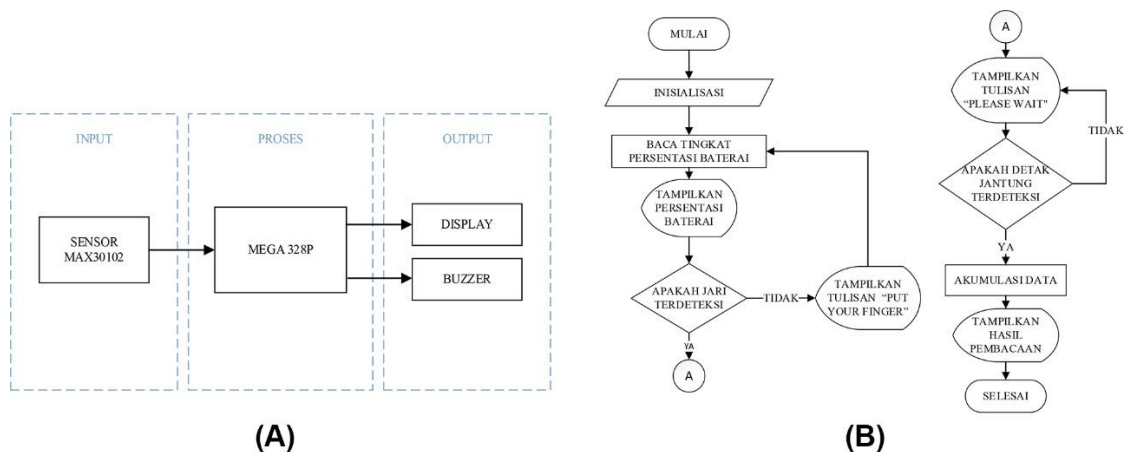 INPUT
PROSES
OUTPUT
SENSOR
MAX30102
MEGA 328P
DISPLAY
BUZZER
(A)
MULAI
INISIALISASI
BACA TINGKAT
PERSENTASI BATERAI
TAMPILKAN
PERSENTASI
BATERAI
APAKAH JARI
TERDETEKSI
TIDAK
TAMPILKAN
TULISAN "PUT
YOUR FINGER"
YA
A
A
TAMPILKAN
TULISAN
"PLEASE WAIT"
TIDAK
APAKAH DETAK
JANTUNG
TERDETEKSI
YA
AKUMULASI DATA
TAMPILKAN
HASIL
PEMBACAAN
SELESAI
(B)